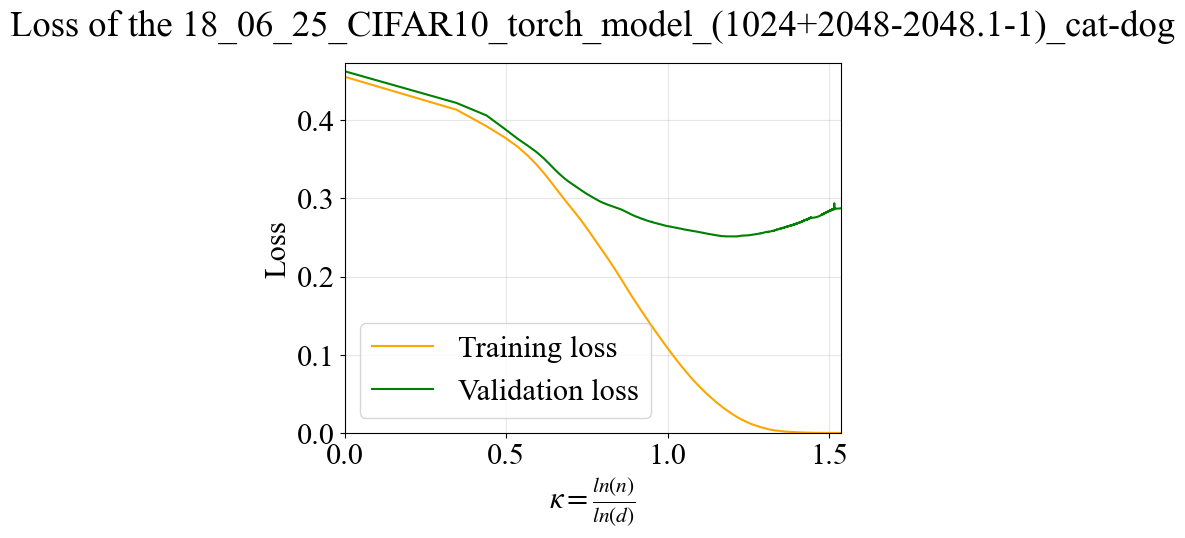 Loss of the 18_06_25_CIFAR10_torch_model_(1024+2048-2048.1-1)_cat-dog
0.4
0.3
0.2
0.1
0.0
Loss
Training loss
Validation loss
0.0 0.5 1.0 1.5
κ = ln(n)/ln(d)